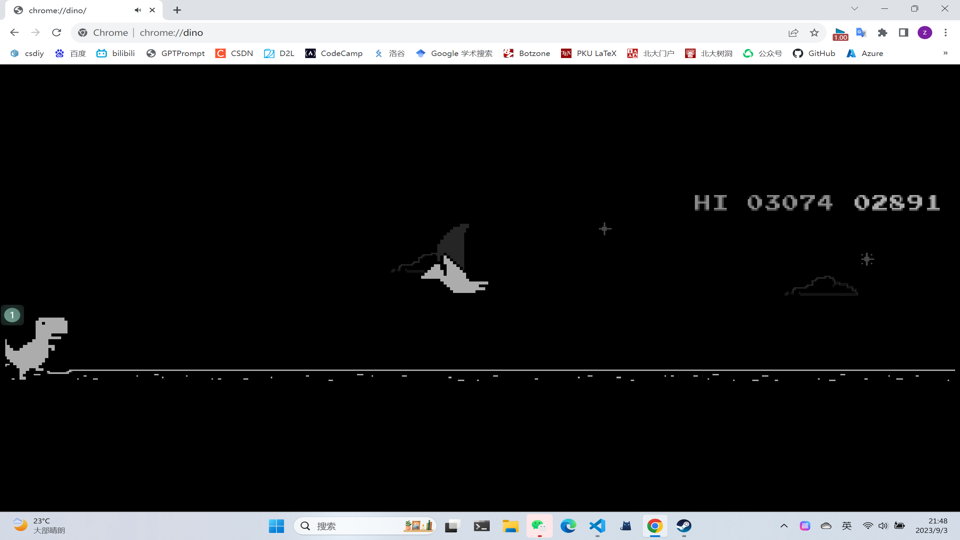 chrome://dino/
Chrome | chrome://dino
1.00
z
csdiy 百度 bilibili GPTPrompt CSDN D2L CodeCamp 洛谷 Google 学术搜索 Botzone PKU LaTeX 北大门户 北大树洞 公众号 GitHub Azure »
HI 03074 02891
1
23°C
大部晴朗
搜索
英
21:48
2023/9/3